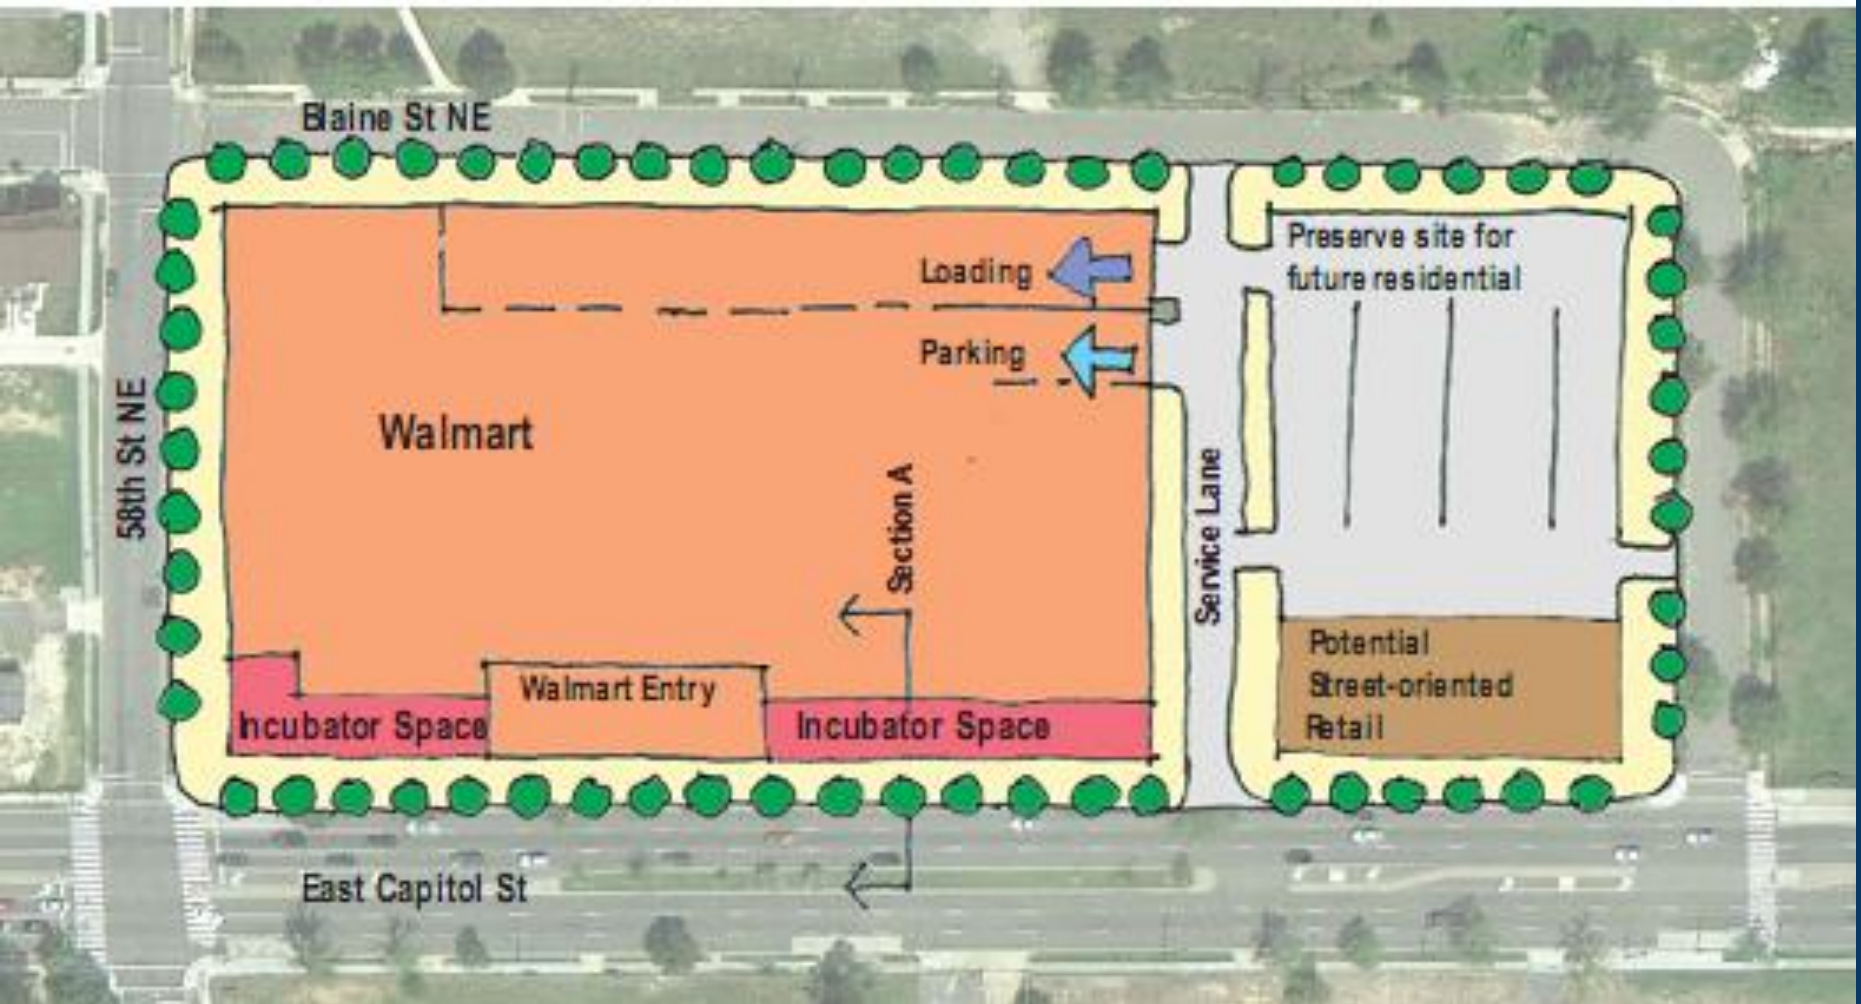 Blaine St NE
Preserve site for
future residential
Loading
Parking
Walmart
58th St NE
Section A
Service Lane
Potential
Street-oriented
Retail
Walmart Entry
Incubator Space
Incubator Space
East Capitol St